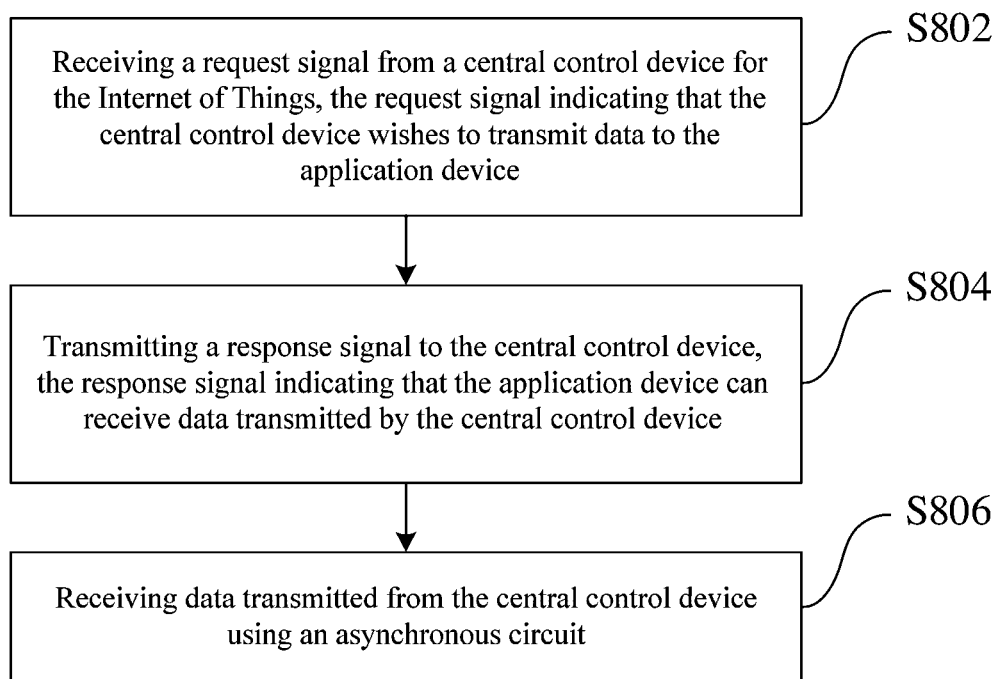 S802
Receiving a request signal from a central control device for
the Internet of Things, the request signal indicating that the
central control device wishes to transmit data to the
application device
S804
Transmitting a response signal to the central control device,
the response signal indicating that the application device can
receive data transmitted by the central control device
S806
Receiving data transmitted from the central control device
using an asynchronous circuit